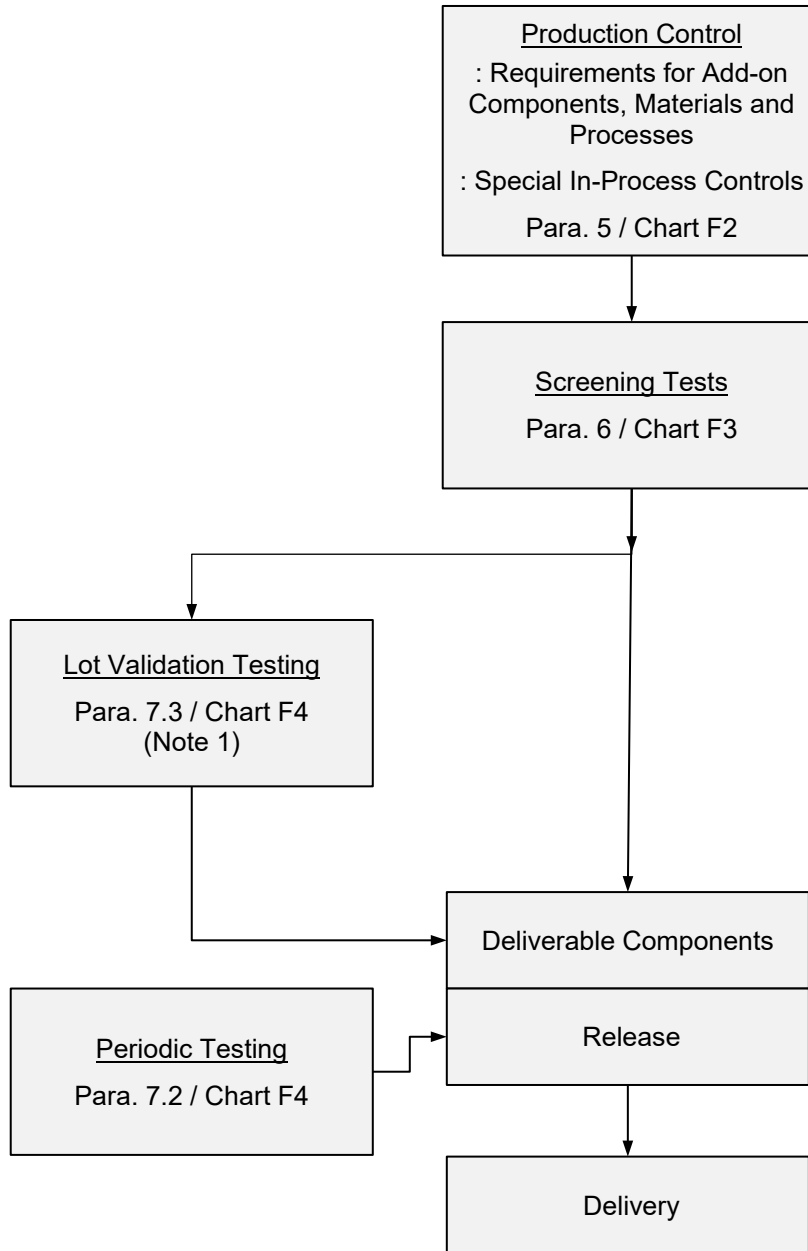 Production Control
: Requirements for Add-on
Components, Materials and
Processes
: Special In-Process Controls
Para. 5 / Chart F2
Screening Tests
Para. 6 / Chart F3
Lot Validation Testing
Para. 7.3 / Chart F4
(Note 1)
Deliverable Components
Periodic Testing
Para. 7.2 / Chart F4
Release
Delivery